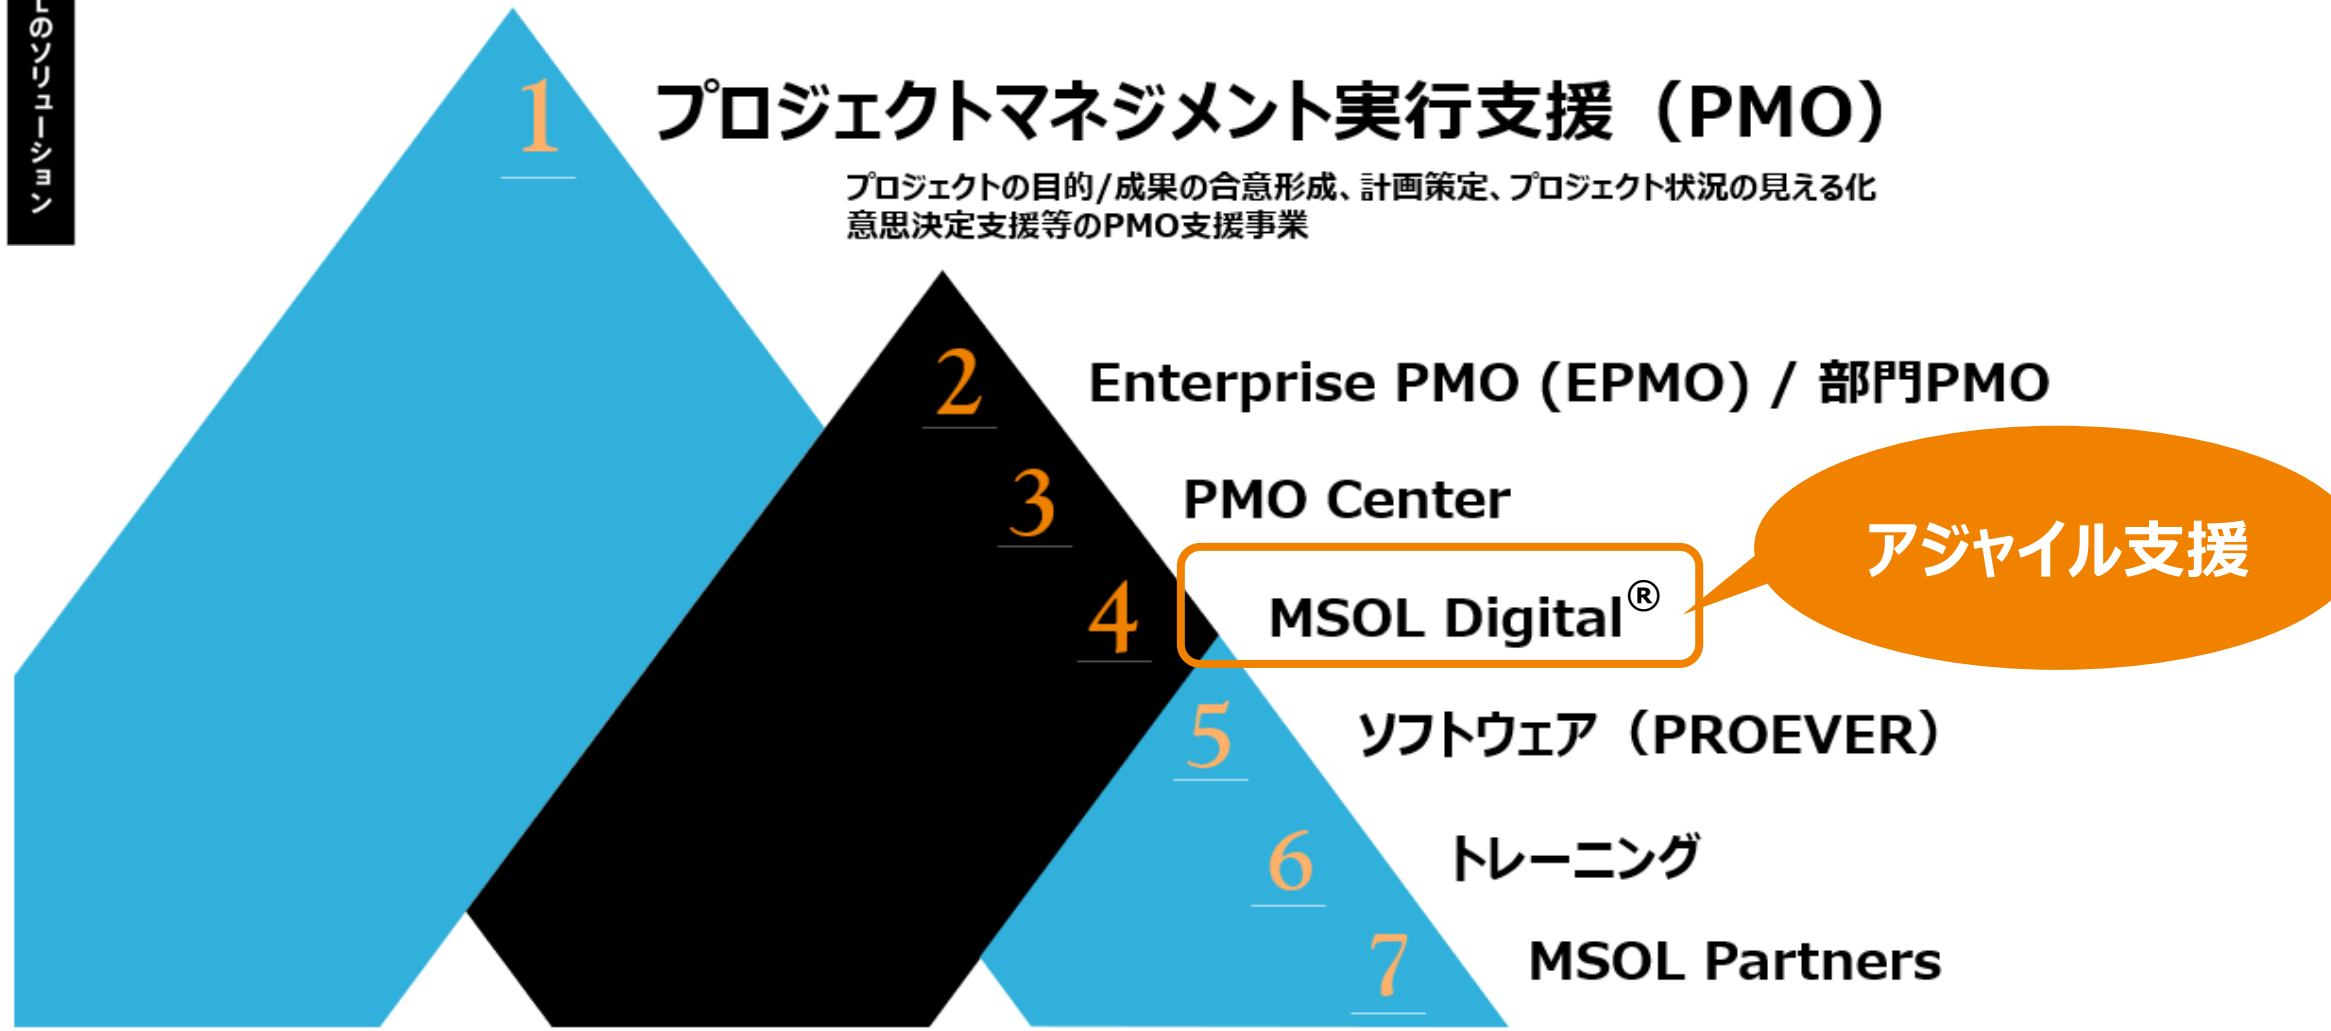 のソリューション
1
プロジェクトマネジメント実行支援（PMO）
プロジェクトの目的/成果の合意形成、計画策定、プロジェクト状況の見える化
意思決定支援等のPMO支援事業
2
Enterprise PMO (EPMO) / 部門PMO
3
PMO Center
4
MSOL Digital®
アジャイル支援
5
ソフトウェア（PROEVER）
6
トレーニング
7
MSOL Partners